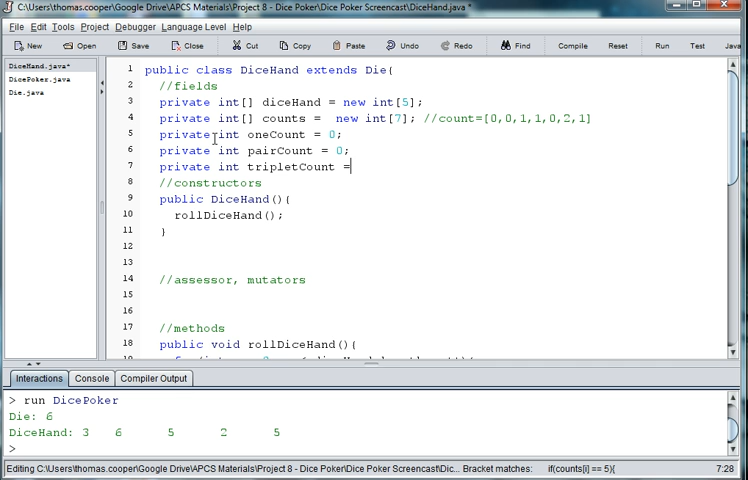 C:\Users\thomas.cooper\Google Drive\APCS Materials\Project 8 - Dice Poker\Dice Poker Screencast\DiceHand.java *
File Edit Tools Project Debugger Language Level Help
New Open Save Close Cut Copy Paste Undo Redo Find Compile Reset Run Test Java
DiceHand.java*
DicePoker.java
Die.java
1 public class DiceHand extends Die{
2 //fields
3 private int[] diceHand = new int[5];
4 private int[] counts = new int[7]; //count=[0,0,1,1,0,2,1]
5 private int oneCount = 0;
6 private int pairCount = 0;
7 private int tripletCount =
8 //constructors
9 public DiceHand(){
10 rollDiceHand();
11 }
12
13
14 //assessor, mutators
15
16
17 //methods
18 public void rollDiceHand(){
Interactions Console Compiler Output
> run DicePoker
Die: 6
DiceHand: 3 6 5 2 5
>
Editing C:\Users\thomas.cooper\Google Drive\APCS Materials\Project 8 - Dice Poker\Dice Poker Screencast\Dic... Bracket matches: if(counts[i] == 5){ 7:28